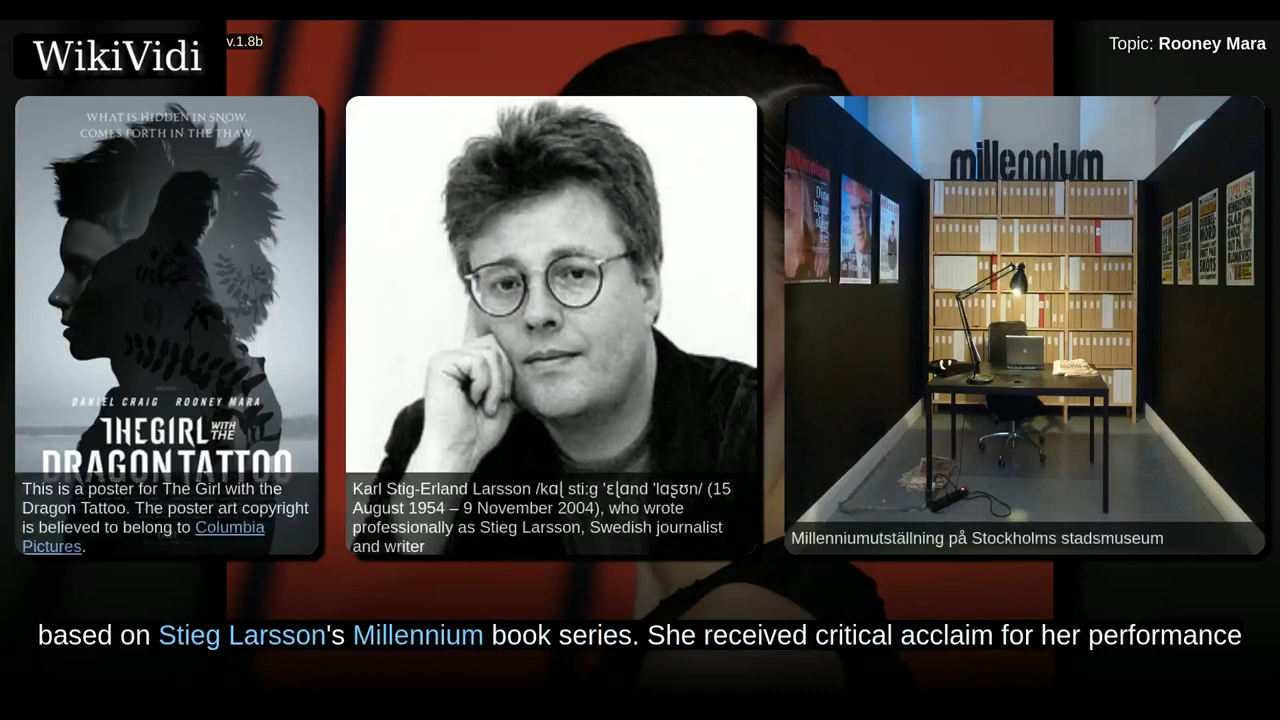 WikiVidi
v.1.8b
Topic: Rooney Mara
WHAT IS HIDDEN IN SNOW,
COMES FORTH IN THE THAW.
DANIEL CRAIG ROONEY MARA
THE GIRL WITH THE
DRAGON TATTOO
This is a poster for The Girl with the
Dragon Tattoo. The poster art copyright
is believed to belong to Columbia
Pictures.
Karl Stig-Erland Larsson /kɑɭ stiːg ˈɛɭɑnd ˈlɑʂʊn/ (15
August 1954 – 9 November 2004), who wrote
professionally as Stieg Larsson, Swedish journalist
and writer
millennium
Millenniumutställning på Stockholms stadsmuseum
based on Stieg Larsson's Millennium book series. She received critical acclaim for her performance